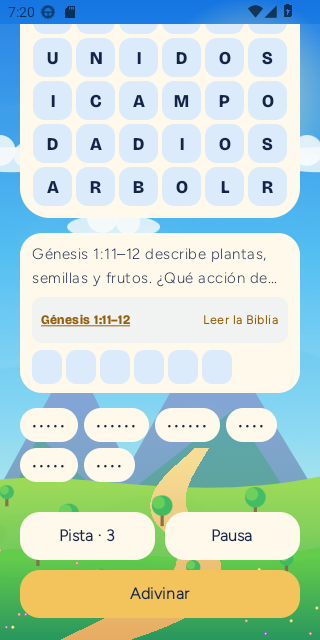 7:20
U N I D O S
I C A M P O
D A D I O S
A R B O L R
Génesis 1:11–12 describe plantas,
semillas y frutos. ¿Qué acción de...
Génesis 1:11–12 Leer la Biblia
••••• •••••• •••••• ••••
••••• ••••
Pista · 3 Pausa
Adivinar